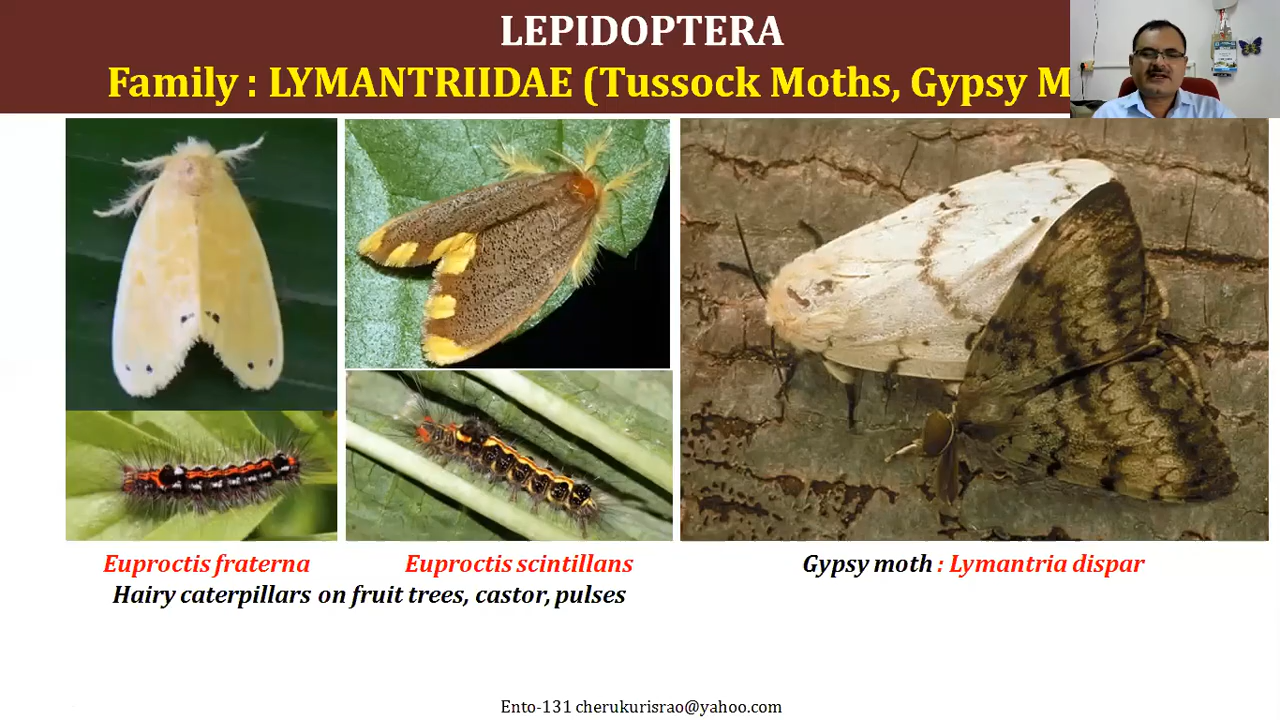 LEPIDOPTERA
Family : LYMANTRIIDAE (Tussock Moths, Gypsy M
Euproctis fraterna
Euproctis scintillans
Gypsy moth : Lymantria dispar
Hairy caterpillars on fruit trees, castor, pulses
Ento-131 cherukurisrao@yahoo.com